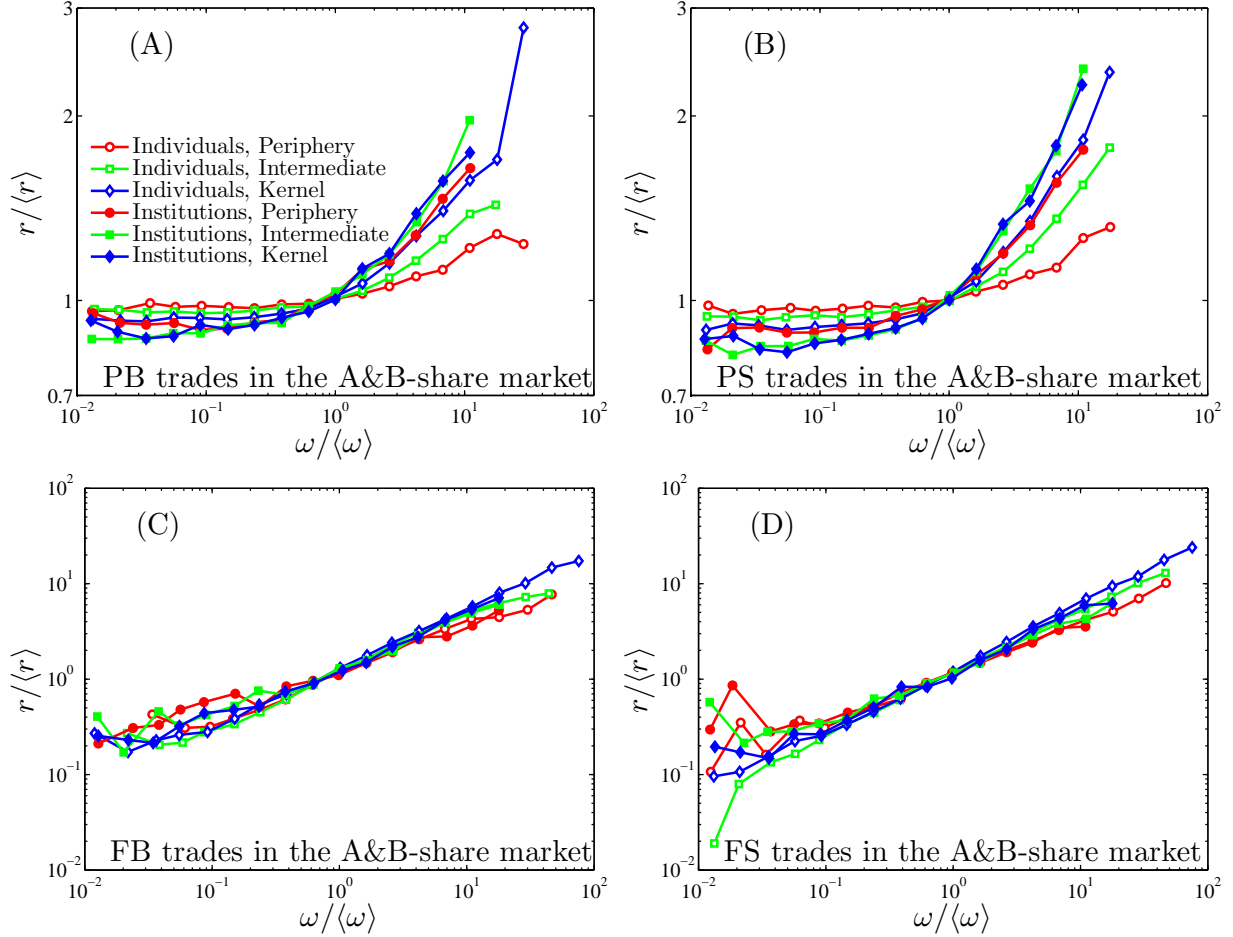 3
(A)
2
r/⟨r⟩
Individuals, Periphery
Individuals, Intermediate
Individuals, Kernel
Institutions, Periphery
Institutions, Intermediate
Institutions, Kernel
1
PB trades in the A&B-share market
0.7
10⁻² 10⁻¹ 10⁰ 10¹ 10²
ω/⟨ω⟩
3
(B)
2
r/⟨r⟩
1
PS trades in the A&B-share market
0.7
10⁻² 10⁻¹ 10⁰ 10¹ 10²
ω/⟨ω⟩
10²
(C)
10¹
r/⟨r⟩
10⁰
10⁻¹
FB trades in the A&B-share market
10⁻²
10⁻² 10⁻¹ 10⁰ 10¹ 10²
ω/⟨ω⟩
10²
(D)
10¹
r/⟨r⟩
10⁰
10⁻¹
FS trades in the A&B-share market
10⁻²
10⁻² 10⁻¹ 10⁰ 10¹ 10²
ω/⟨ω⟩